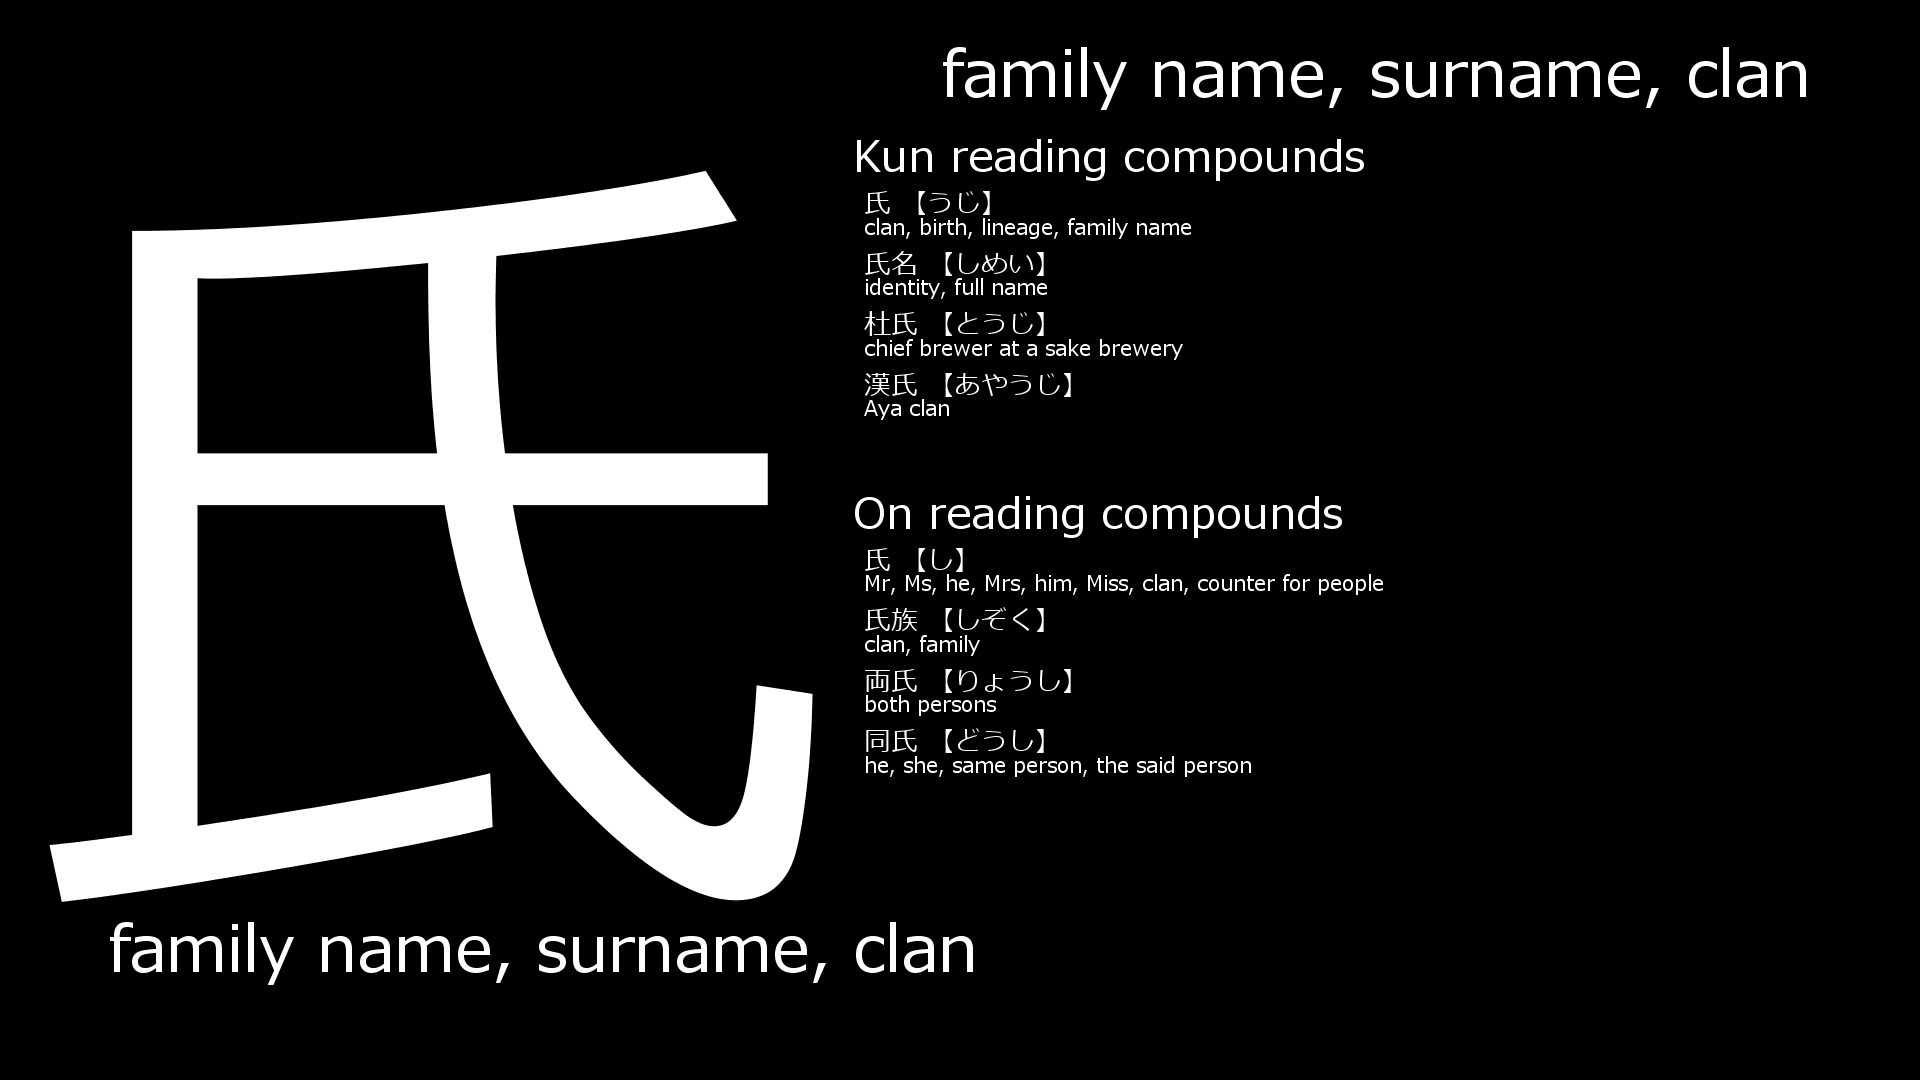 氏
family name, surname, clan
family name, surname, clan
Kun reading compounds
氏 【うじ】
clan, birth, lineage, family name
氏名 【しめい】
identity, full name
杜氏 【とうじ】
chief brewer at a sake brewery
漢氏 【あやうじ】
Aya clan
On reading compounds
氏 【し】
Mr, Ms, he, Mrs, him, Miss, clan, counter for people
氏族 【しぞく】
clan, family
両氏 【りょうし】
both persons
同氏 【どうし】
he, she, same person, the said person